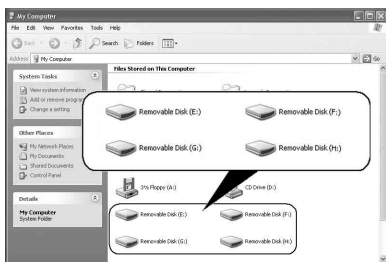 My Computer
File Edit View Favorites Tools Help
Back Search Folders
Address My Computer Go
System Tasks
View system information
Add or remove programs
Change a setting
Other Places
My Network Places
My Documents
Shared Documents
Control Panel
Details
My Computer
System Folder
Files Stored on This Computer
Removable Disk (E:) Removable Disk (F:)
Removable Disk (G:) Removable Disk (H:)
3½ Floppy (A:) CD Drive (D:)
Removable Disk (E:) Removable Disk (F:)
Removable Disk (G:) Removable Disk (H:)